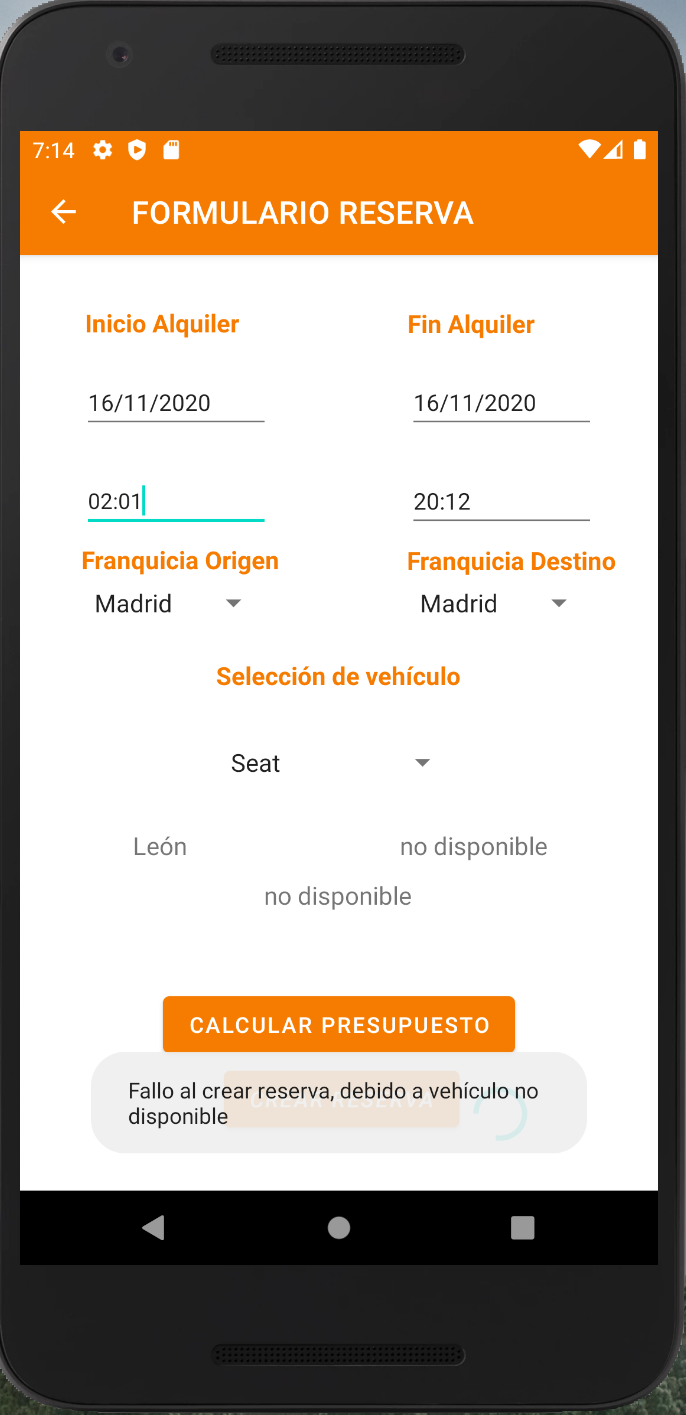 7:14
FORMULARIO RESERVA
Inicio Alquiler
Fin Alquiler
16/11/2020
16/11/2020
02:01
20:12
Franquicia Origen
Franquicia Destino
Madrid
Madrid
Selección de vehículo
Seat
León
no disponible
no disponible
CALCULAR PRESUPUESTO
CREAR RESERVA
Fallo al crear reserva, debido a vehículo no
disponible